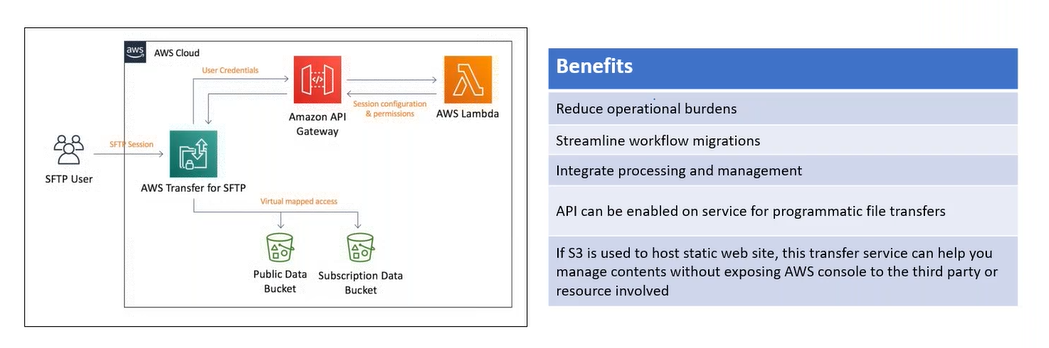 aws
AWS Cloud
User Credentials
Amazon API
Gateway
Session configuration
& permissions
AWS Lambda
SFTP User
SFTP Session
AWS Transfer for SFTP
Virtual mapped access
Public Data
Bucket
Subscription Data
Bucket
Benefits
Reduce operational burdens
Streamline workflow migrations
Integrate processing and management
API can be enabled on service for programmatic file transfers
If S3 is used to host static web site, this transfer service can help you
manage contents without exposing AWS console to the third party or
resource involved